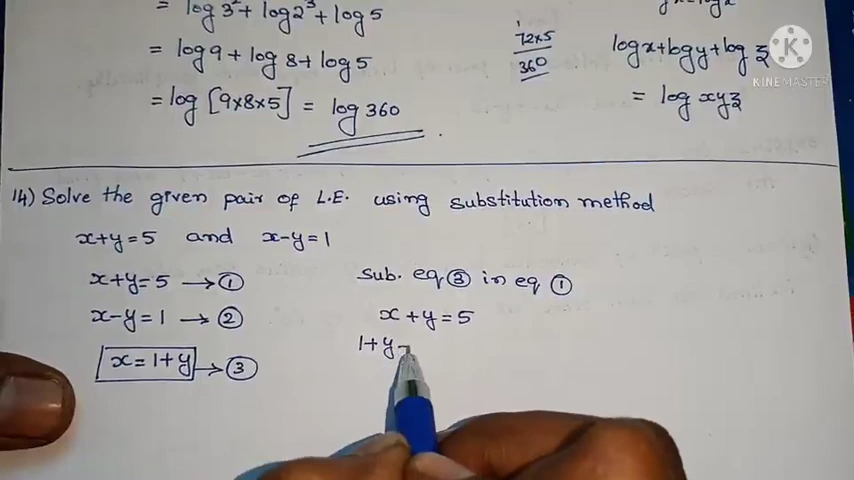 = log 3² + log 2³ + log 5
= log 9 + log 8 + log 5
= log [9×8×5] = log 360
1
72×5
360
log x + log y + log z
= log xyz
K
KINEMASTER
14) Solve the given pair of L.E. using substitution method
x+y=5 and x-y=1
x+y=5 → ①
x-y=1 → ②
x=1+y → ③
sub. eq ③ in eq ①
x+y=5
1+y